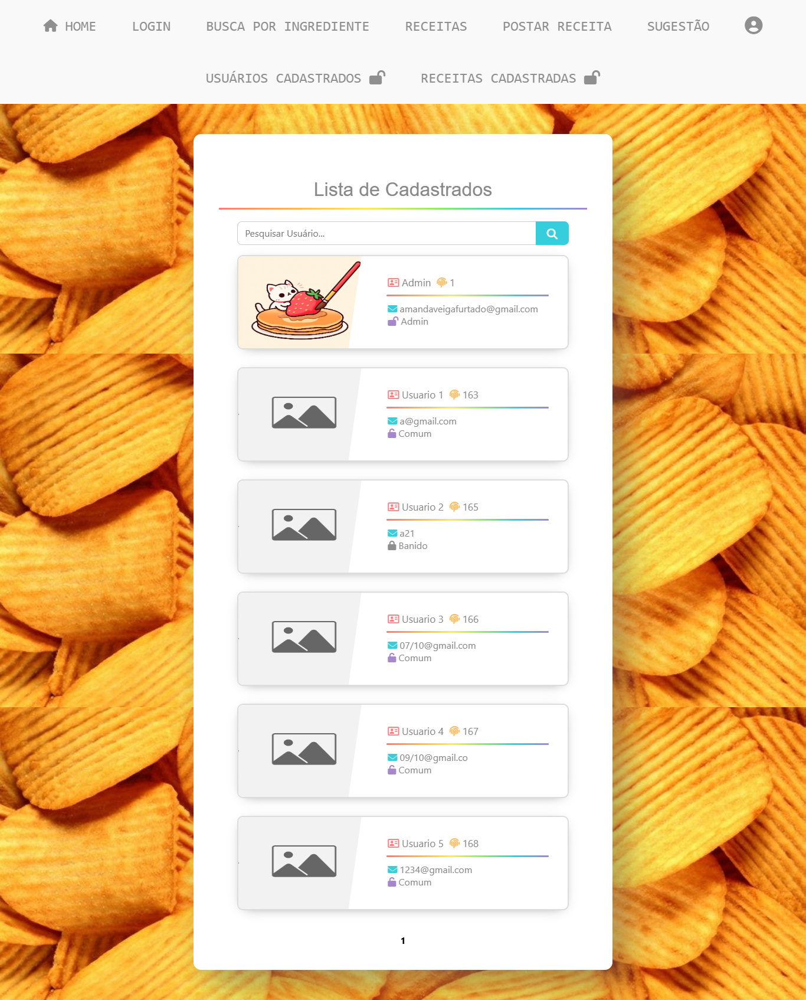 HOME LOGIN BUSCA POR INGREDIENTE RECEITAS POSTAR RECEITA SUGESTÃO
USUÁRIOS CADASTRADOS RECEITAS CADASTRADAS
Lista de Cadastrados
Pesquisar Usuário...
Admin 1
amandaveigafurtado@gmail.com
Admin
Usuario 1 163
a@gmail.com
Comum
Usuario 2 165
a21
Banido
Usuario 3 166
07/10@gmail.com
Comum
Usuario 4 167
09/10@gmail.co
Comum
Usuario 5 168
1234@gmail.com
Comum
1